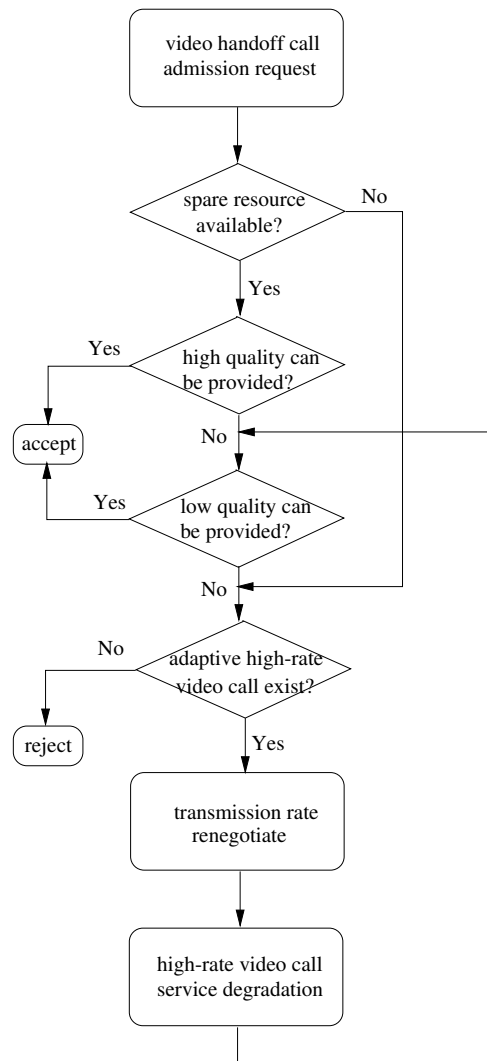 video handoff call
admission request
spare resource
available?
No
Yes
Yes
high quality can
be provided?
accept
No
Yes
low quality can
be provided?
No
No
adaptive high-rate
video call exist?
reject
Yes
transmission rate
renegotiate
high-rate video call
service degradation